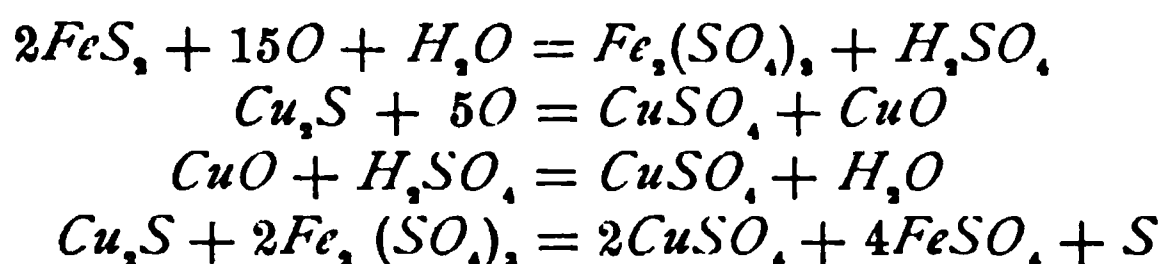 2FeS₂ + 15O + H₂O = Fe₂(SO₄)₃ + H₂SO₄
Cu₂S + 5O = CuSO₄ + CuO
CuO + H₂SO₄ = CuSO₄ + H₂O
Cu₂S + 2Fe₂ (SO₄)₃ = 2CuSO₄ + 4FeSO₄ + S